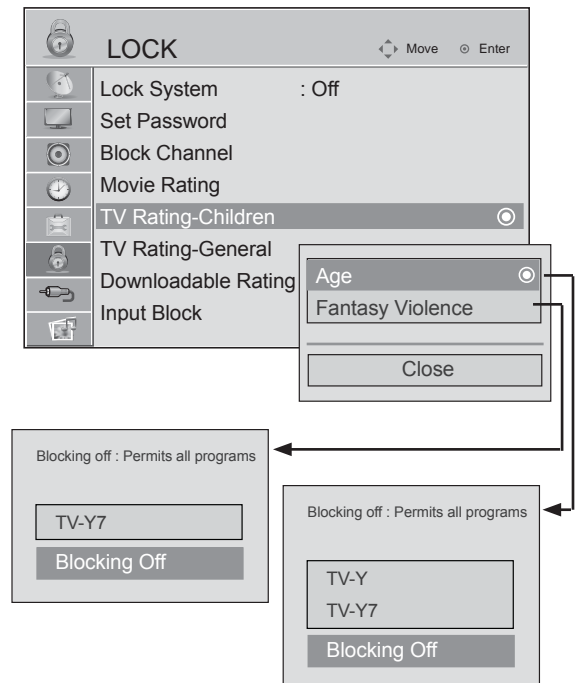 LOCK
Move
Enter
Lock System : Off
Set Password
Block Channel
Movie Rating
TV Rating-Children
TV Rating-General
Downloadable Rating
Input Block
Age
Fantasy Violence
Close
Blocking off : Permits all programs
TV-Y7
Blocking Off
Blocking off : Permits all programs
TV-Y
TV-Y7
Blocking Off